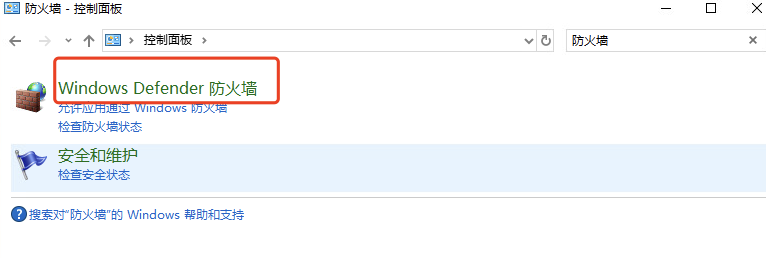 防火墙 - 控制面板
控制面板
防火墙
Windows Defender 防火墙
允许应用通过 Windows 防火墙
检查防火墙状态
安全和维护
检查安全状态
搜索对"防火墙"的 Windows 帮助和支持